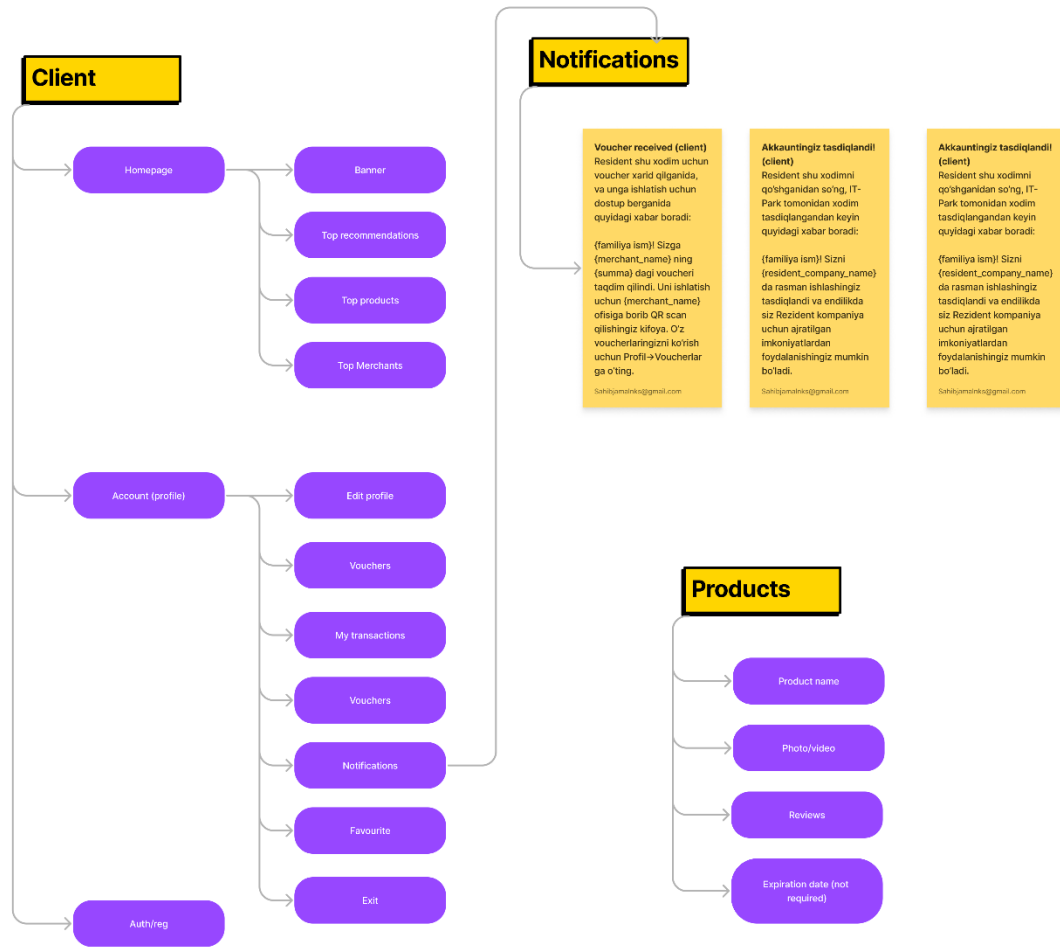 Client
Homepage
Banner
Top recommendations
Top products
Top Merchants
Account (profile)
Edit profile
Vouchers
My transactions
Vouchers
Notifications
Favourite
Exit
Auth/reg
Notifications
Voucher received (client)
Resident shu xodim uchun
voucher xarid qilganida,
va unga ishlatish uchun
dostup berganida
quyidagi xabar boradi:
{familiya ism}! Sizga
{merchant_name} ning
{summa} dagi voucheri
taqdim qilindi. Uni ishlatish
uchun {merchant_name}
ofisiga borib QR scan
qilishingiz kifoya. O'z
voucherlaringizni ko'rish
uchun Profil→Voucherlar
ga o'ting.
Sahibjamalnks@gmail.com
Akkauntingiz tasdiqlandi!
(client)
Resident shu xodimni
qo'shganidan so'ng, IT-
Park tomonidan xodim
tasdiqlangandan keyin
quyidagi xabar boradi:
{familiya ism}! Sizni
{resident_company_name}
da rasman ishlashingiz
tasdiqlandi va endilikda
siz Rezident kompaniya
uchun ajratilgan
imkoniyatlardan
foydalanishingiz mumkin
bo'ladi.
Sahibjamalnks@gmail.com
Akkauntingiz tasdiqlandi!
(client)
Resident shu xodimni
qo'shganidan so'ng, IT-
Park tomonidan xodim
tasdiqlangandan keyin
quyidagi xabar boradi:
{familiya ism}! Sizni
{resident_company_name}
da rasman ishlashingiz
tasdiqlandi va endilikda
siz Rezident kompaniya
uchun ajratilgan
imkoniyatlardan
foydalanishingiz mumkin
bo'ladi.
Sahibjamalnks@gmail.com
Products
Product name
Photo/video
Reviews
Expiration date (not
required)